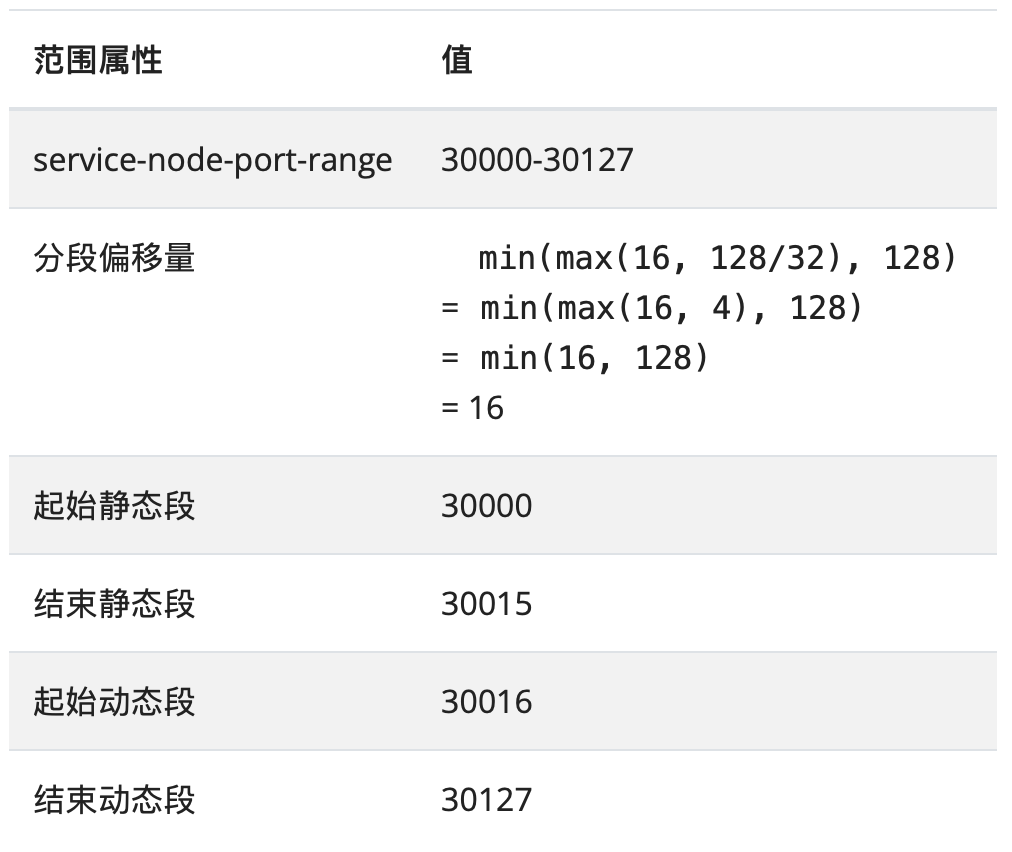 范围属性 值
service-node-port-range 30000-30127
分段偏移量 min(max(16, 128/32), 128)
= min(max(16, 4), 128)
= min(16, 128)
= 16
起始静态段 30000
结束静态段 30015
起始动态段 30016
结束动态段 30127